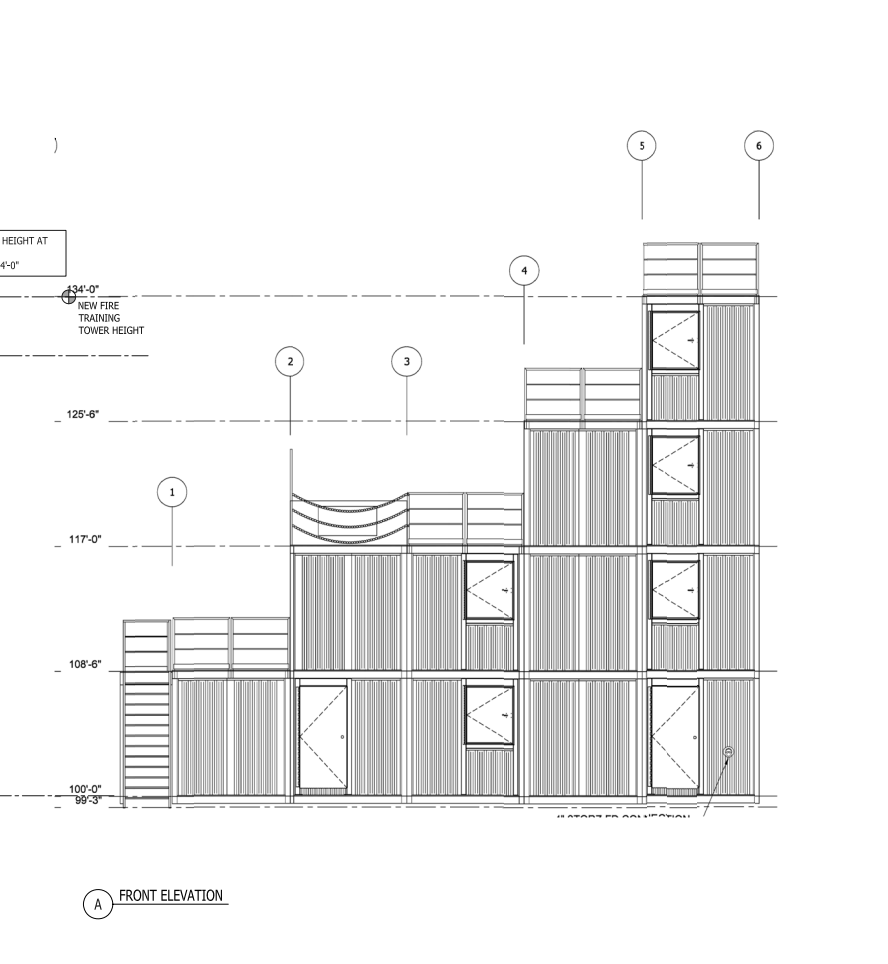 )
5
6
HEIGHT AT
4'-0"
4
134'-0"
NEW FIRE
TRAINING
TOWER HEIGHT
2
3
125'-6"
1
117'-0"
108'-6"
100'-0"
99'-3"
A
FRONT ELEVATION